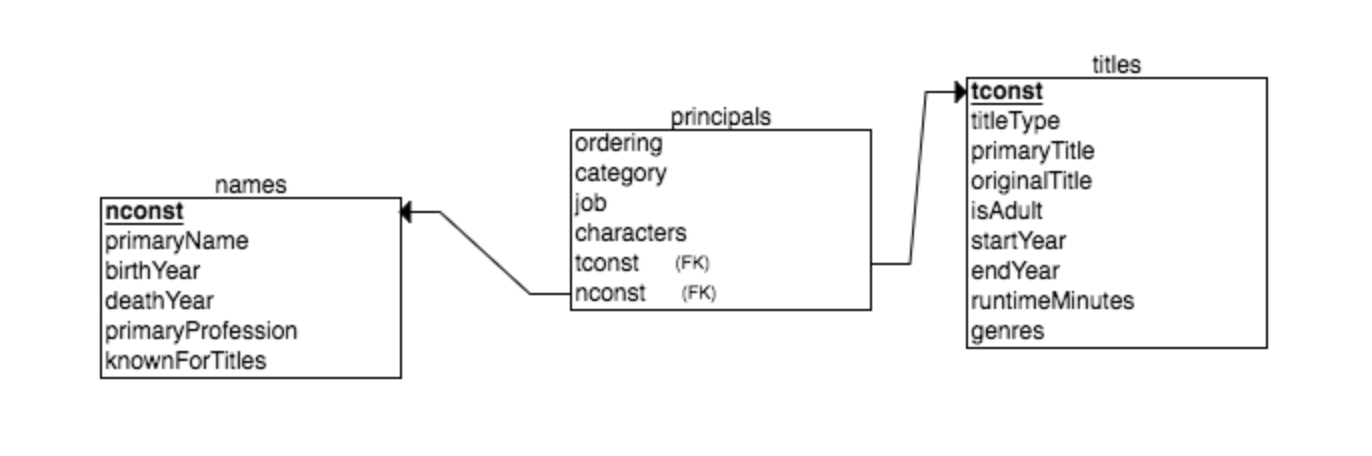 names
nconst
primaryName
birthYear
deathYear
primaryProfession
knownForTitles
principals
ordering
category
job
characters
tconst (FK)
nconst (FK)
titles
tconst
titleType
primaryTitle
originalTitle
isAdult
startYear
endYear
runtimeMinutes
genres